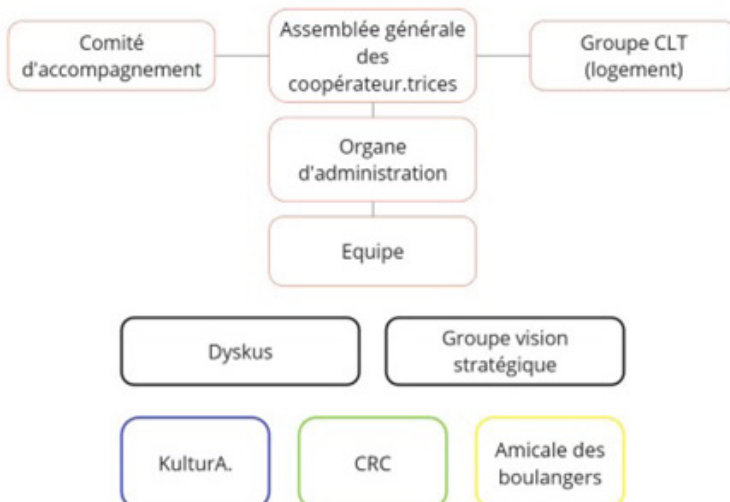 Comité
d'accompagnement
Assemblée générale
des
coopérateur.trices
Groupe CLT
(logement)
Organe
d'administration
Equipe
Dyskus
Groupe vision
stratégique
KulturA.
CRC
Amicale des
boulangers